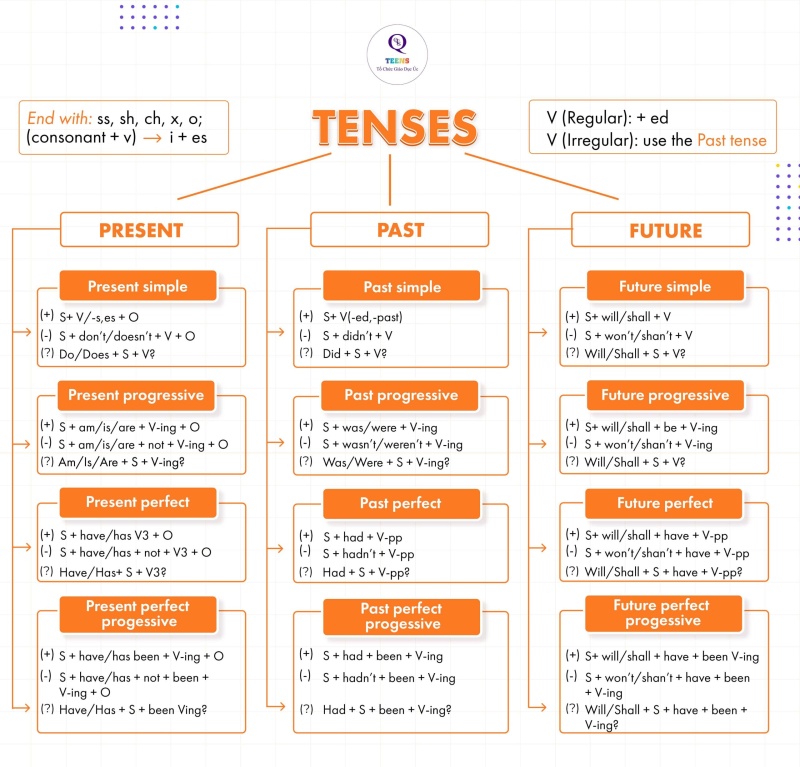 Q
TEENS
Tổ Chức Giáo Dục Úc
End with: ss, sh, ch, x, o;
(consonant + v) → i + es
TENSES
V (Regular): + ed
V (Irregular): use the Past tense
PRESENT
Present simple
(+) S+ V/-s,es + O
(-) S + don't/doesn't + V + O
(?) Do/Does + S + V?
Present progressive
(+) S + am/is/are + V-ing + O
(-) S + am/is/are + not + V-ing + O
(?) Am/Is/Are + S + V-ing?
Present perfect
(+) S + have/has V3 + O
(-) S + have/has + not + V3 + O
(?) Have/Has+ S + V3?
Present perfect
progessive
(+) S + have/has been + V-ing + O
(-) S + have/has + not + been +
V-ing + O
(?) Have/Has + S + been Ving?
PAST
Past simple
(+) S+ V(-ed,-past)
(-) S + didn't + V
(?) Did + S + V?
Past progressive
(+) S + was/were + V-ing
(-) S + wasn't/weren't + V-ing
(?) Was/Were + S + V-ing?
Past perfect
(+) S + had + V-pp
(-) S + hadn't + V-pp
(?) Had + S + V-pp?
Past perfect
progessive
(+) S + had + been + V-ing
(-) S + hadn't + been + V-ing
(?) Had + S + been + V-ing?
FUTURE
Future simple
(+) S+ will/shall + V
(-) S + won't/shan't + V
(?) Will/Shall + S + V?
Future progressive
(+) S+ will/shall + be + V-ing
(-) S + won't/shan't + V-ing
(?) Will/Shall + S + V?
Future perfect
(+) S+ will/shall + have + V-pp
(-) S + won't/shan't + have + V-pp
(?) Will/Shall + S + have + V-pp?
Future perfect
progessive
(+) S+ will/shall + have + been V-ing
(-) S + won't/shan't + have + been
+ V-ing
(?) Will/Shall + S + have + been +
V-ing?